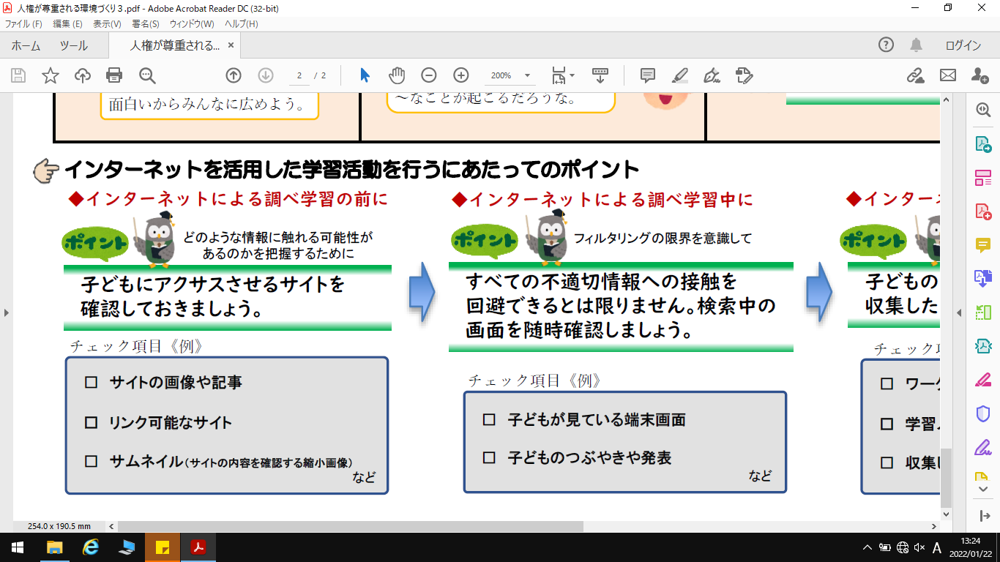 人権が尊重される環境づくり３.pdf - Adobe Acrobat Reader DC (32-bit)
ファイル(F) 編集(E) 表示(V) 署名(S) ウィンドウ(W) ヘルプ(H)
ホーム ツール 人権が尊重される... × ログイン
2 / 2 200%
面白いからみんなに広めよう。
～なことが起こるだろうな。
インターネットを活用した学習活動を行うにあたってのポイント
◆インターネットによる調べ学習の前に
ポイント
どのような情報に触れる可能性が
あるのかを把握するために
子どもにアクサスさせるサイトを
確認しておきましょう。
チェック項目《例》
□ サイトの画像や記事
□ リンク可能なサイト
□ サムネイル（サイトの内容を確認する縮小画像）
など
◆インターネットによる調べ学習中に
ポイント
フィルタリングの限界を意識して
すべての不適切情報への接触を
回避できるとは限りません。検索中の
画面を随時確認しましょう。
チェック項目《例》
□ 子どもが見ている端末画面
□ 子どものつぶやきや発表
など
◆インター
ポイント
子どもの
収集した
チェック
□ ワー
□ 学習
□ 収集
254.0 x 190.5 mm
A
13:24
2022/01/22